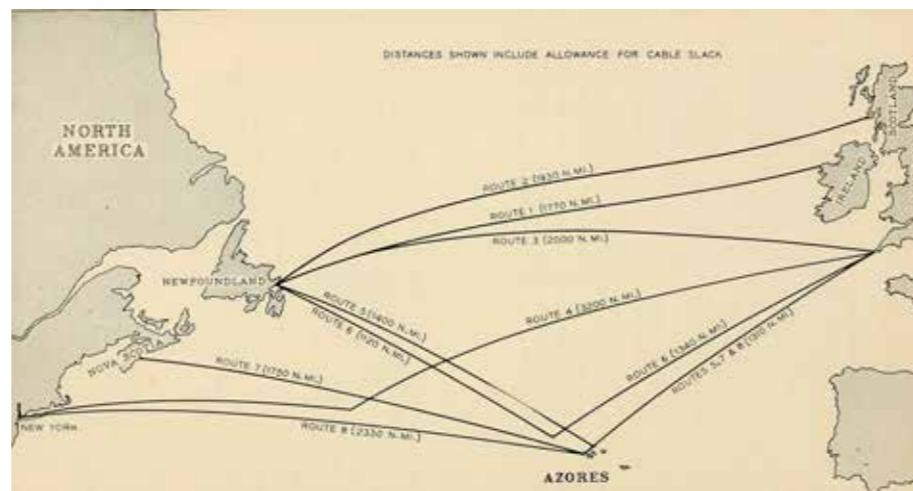 DISTANCES SHOWN INCLUDE ALLOWANCE FOR CABLE SLACK
NORTH
AMERICA
SCOTLAND
IRELAND
ROUTE 2 (1930 N.MI.)
ROUTE 1 (1770 N.MI.)
ROUTE 3 (2000 N.MI.)
NEWFOUNDLAND
ROUTE 5 (1400 N.MI.)
ROUTE 6 (1120 N.MI.)
ROUTE 4 (3200 N.MI.)
NOVA SCOTIA
ROUTE 7 (1750 N.MI.)
ROUTE 6 (1340 N.MI.)
ROUTES 5, 7 & 8 (1310 N.MI.)
NEW YORK
ROUTE 8 (2330 N.MI.)
AZORES